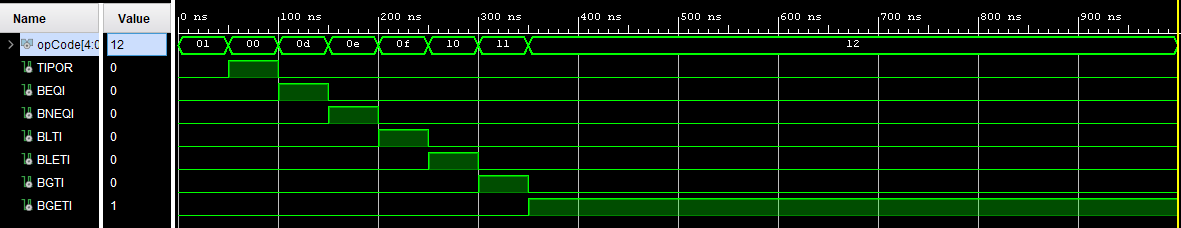 Name Value 0 ns 100 ns 200 ns 300 ns 400 ns 500 ns 600 ns 700 ns 800 ns 900 ns
opCode[4:0 12 01 00 0d 0e 0f 10 11 12
TIPOR 0
BEQI 0
BNEQI 0
BLTI 0
BLETI 0
BGTI 0
BGETI 1